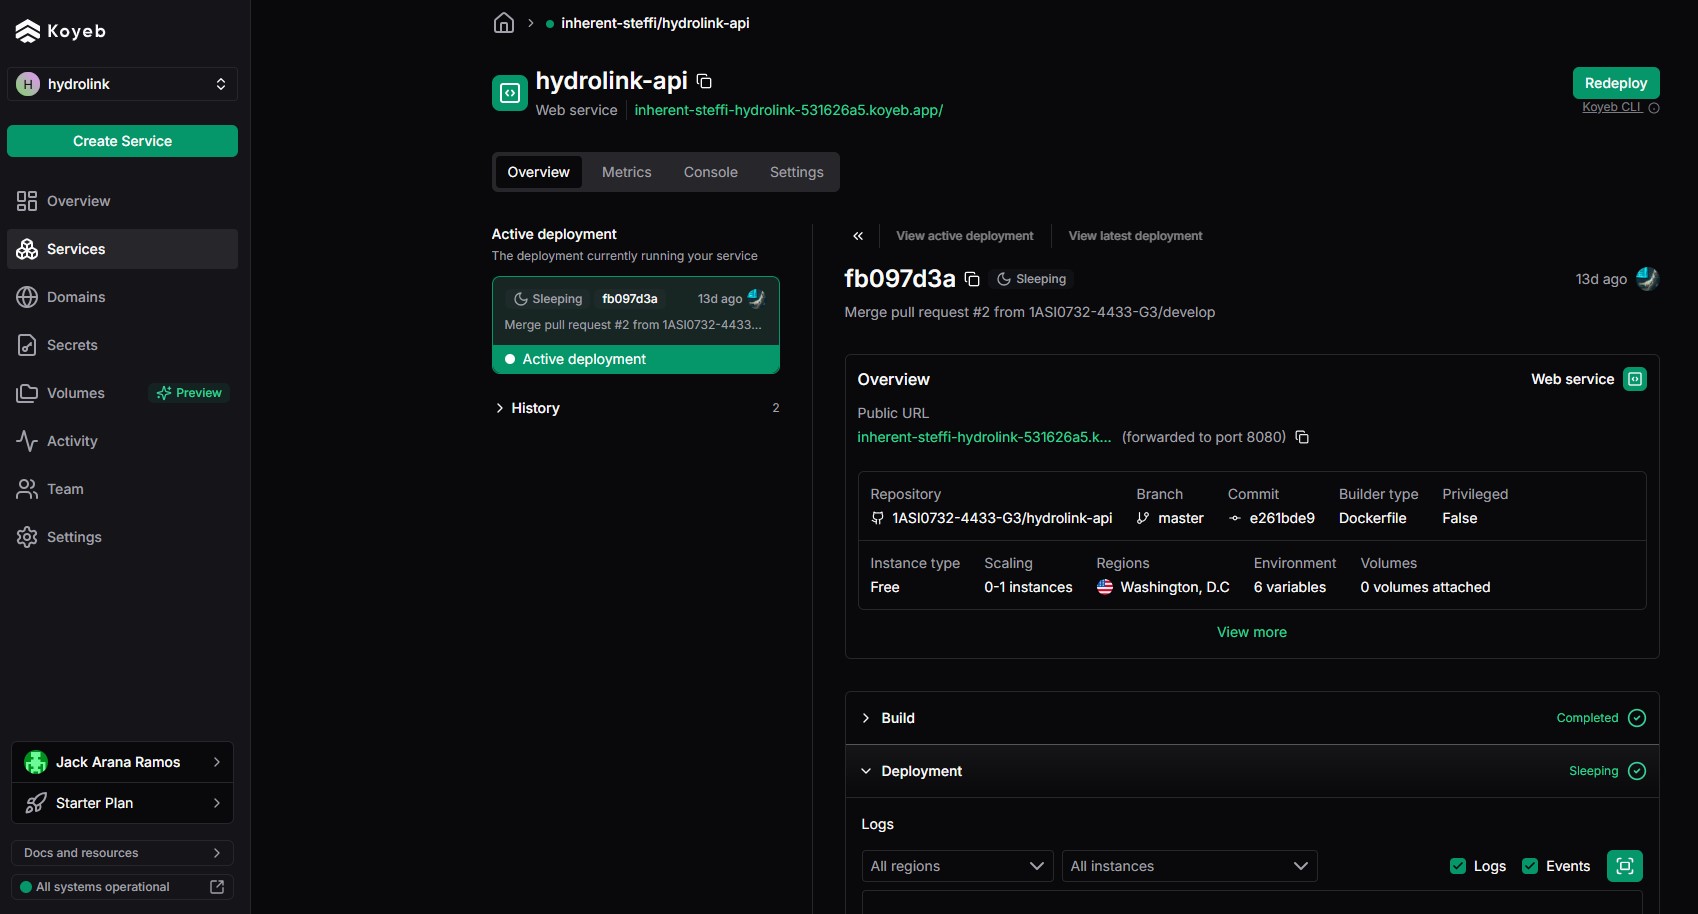 Koyeb
H hydrolink
Create Service
Overview
Services
Domains
Secrets
Volumes Preview
Activity
Team
Settings
Jack Arana Ramos
Starter Plan
Docs and resources
All systems operational
inherent-steffi/hydrolink-api
hydrolink-api
Web service inherent-steffi-hydrolink-531626a5.koyeb.app/
Redeploy
Koyeb CLI
Overview Metrics Console Settings
Active deployment
The deployment currently running your service
Sleeping fb097d3a 13d ago
Merge pull request #2 from 1ASI0732-4433...
Active deployment
History 2
View active deployment View latest deployment
fb097d3a Sleeping 13d ago
Merge pull request #2 from 1ASI0732-4433-G3/develop
Overview Web service
Public URL
inherent-steffi-hydrolink-531626a5.k... (forwarded to port 8080)
Repository Branch Commit Builder type Privileged
1ASI0732-4433-G3/hydrolink-api master e261bde9 Dockerfile False
Instance type Scaling Regions Environment Volumes
Free 0-1 instances Washington, D.C 6 variables 0 volumes attached
View more
Build Completed
Deployment Sleeping
Logs
All regions All instances Logs Events